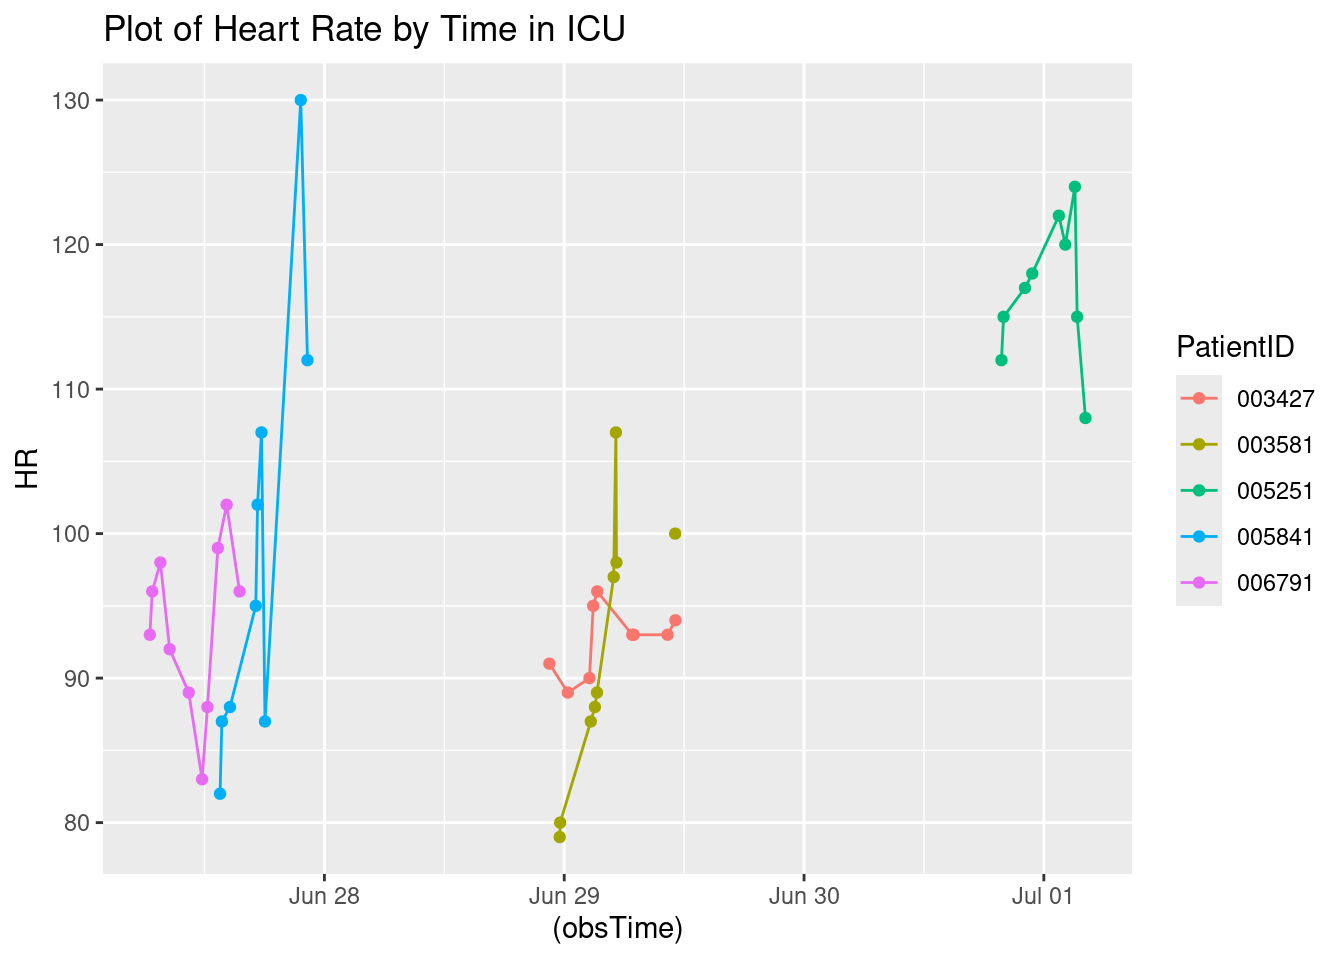 Plot of Heart Rate by Time in ICU
130
120
110
100
90
80
HR
Jun 28
Jun 29
Jun 30
Jul 01
(obsTime)
PatientID
003427
003581
005251
005841
006791